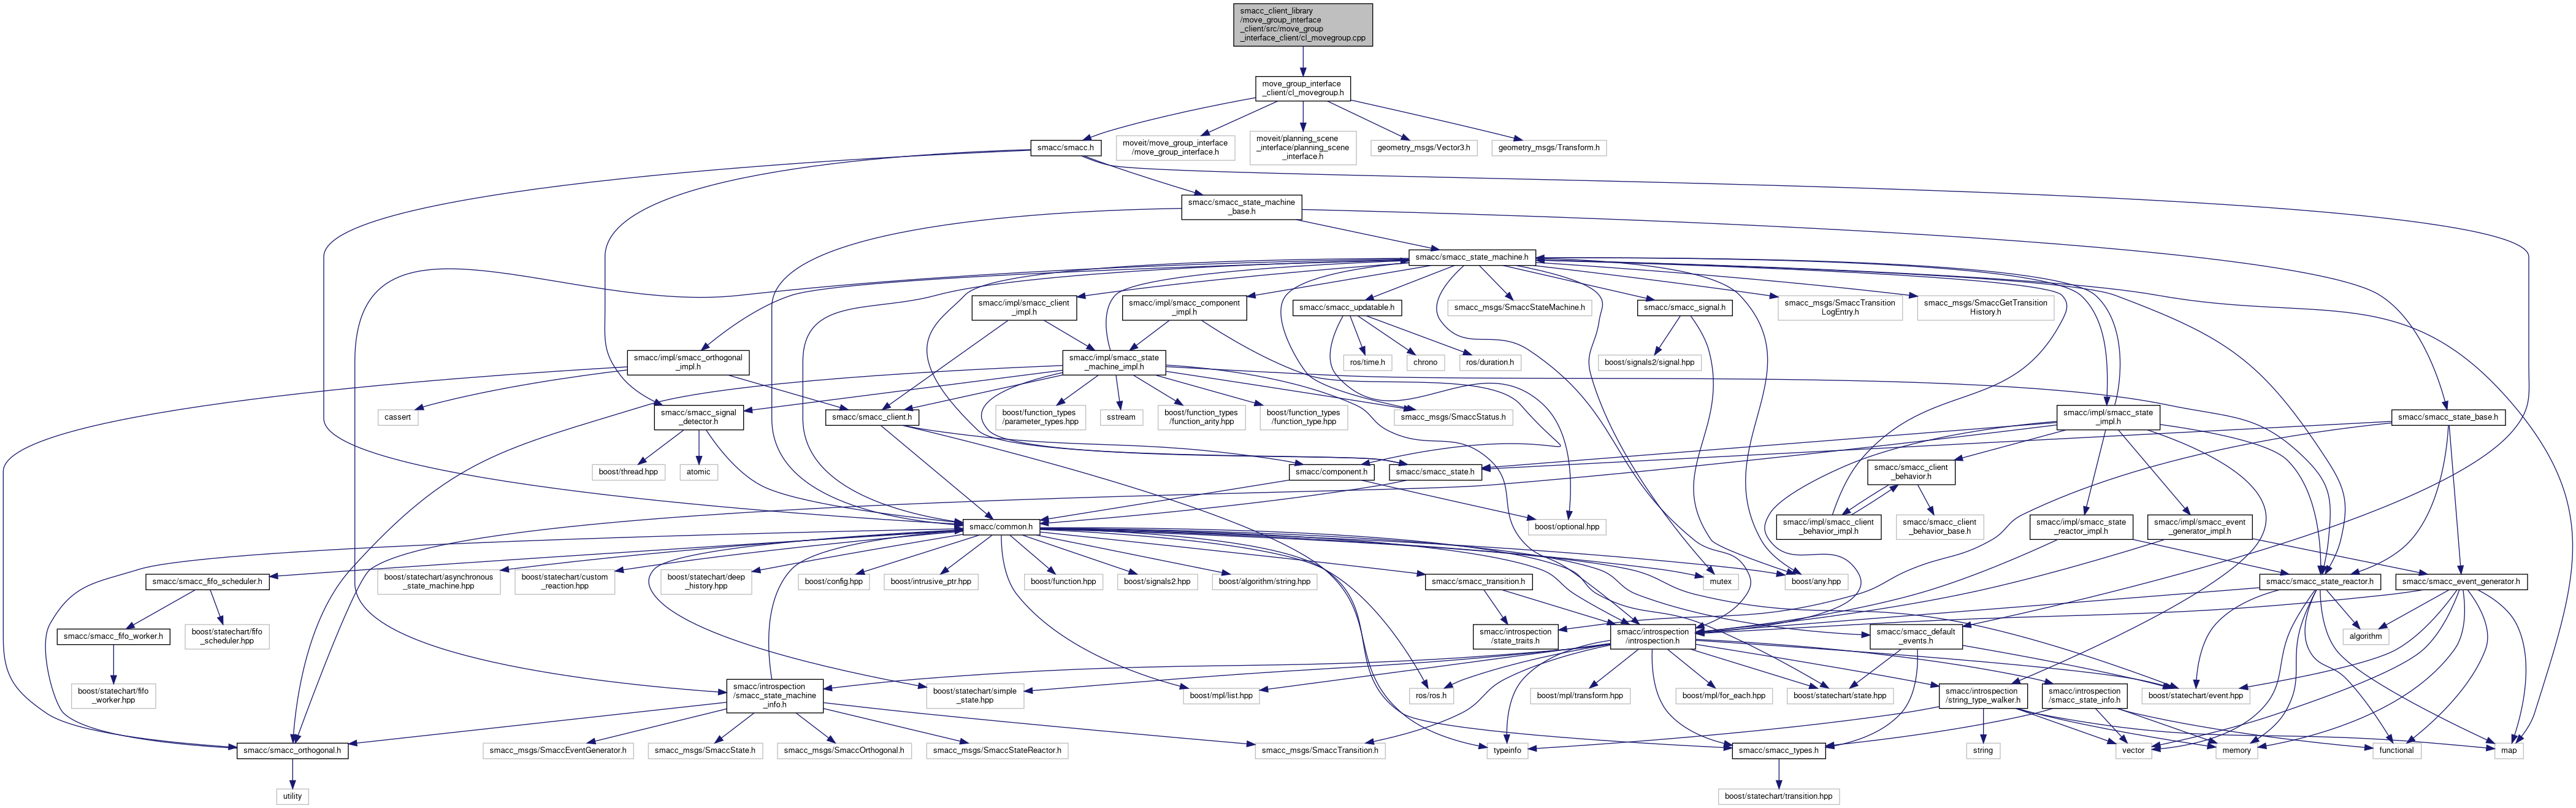 smacc_client_library
/move_group_interface
_client/src/move_group
_interface_client/cl_movegroup.cpp
move_group_interface
_client/cl_movegroup.h
smacc/smacc.h
moveit/move_group_interface
/move_group_interface.h
moveit/planning_scene
_interface/planning_scene
_interface.h
geometry_msgs/Vector3.h
geometry_msgs/Transform.h
smacc/smacc_state_machine
_base.h
smacc/smacc_state_machine.h
smacc/impl/smacc_client
_impl.h
smacc/impl/smacc_component
_impl.h
smacc/smacc_updatable.h
smacc_msgs/SmaccStateMachine.h
smacc/smacc_signal.h
smacc_msgs/SmaccTransition
LogEntry.h
smacc_msgs/SmaccGetTransition
History.h
smacc/impl/smacc_orthogonal
_impl.h
smacc/impl/smacc_state
_machine_impl.h
ros/time.h
chrono
ros/duration.h
boost/signals2/signal.hpp
cassert
smacc/smacc_signal
_detector.h
smacc/smacc_client.h
boost/function_types
/parameter_types.hpp
sstream
boost/function_types
/function_arity.hpp
boost/function_types
/function_type.hpp
smacc_msgs/SmaccStatus.h
smacc/impl/smacc_state
_impl.h
smacc/smacc_state_base.h
boost/thread.hpp
atomic
smacc/component.h
smacc/smacc_state.h
smacc/smacc_client
_behavior.h
smacc/common.h
boost/optional.hpp
smacc/impl/smacc_client
_behavior_impl.h
smacc/smacc_client
_behavior_base.h
smacc/impl/smacc_state
_reactor_impl.h
smacc/impl/smacc_event
_generator_impl.h
smacc/smacc_fifo_scheduler.h
boost/statechart/asynchronous
_state_machine.hpp
boost/statechart/custom
_reaction.hpp
boost/statechart/deep
_history.hpp
boost/config.hpp
boost/intrusive_ptr.hpp
boost/function.hpp
boost/signals2.hpp
boost/algorithm/string.hpp
smacc/smacc_transition.h
mutex
boost/any.hpp
smacc/smacc_state_reactor.h
smacc/smacc_event_generator.h
smacc/smacc_fifo_worker.h
boost/statechart/fifo
_scheduler.hpp
smacc/introspection
/state_traits.h
smacc/introspection
/introspection.h
smacc/smacc_default
_events.h
algorithm
boost/statechart/fifo
_worker.hpp
smacc/introspection
/smacc_state_machine
_info.h
boost/statechart/simple
_state.hpp
boost/mpl/list.hpp
ros/ros.h
boost/mpl/transform.hpp
boost/mpl/for_each.hpp
boost/statechart/state.hpp
smacc/introspection
/string_type_walker.h
smacc/introspection
/smacc_state_info.h
boost/statechart/event.hpp
smacc/smacc_orthogonal.h
smacc_msgs/SmaccEventGenerator.h
smacc_msgs/SmaccState.h
smacc_msgs/SmaccOrthogonal.h
smacc_msgs/SmaccStateReactor.h
smacc_msgs/SmaccTransition.h
typeinfo
smacc/smacc_types.h
string
vector
memory
functional
map
utility
boost/statechart/transition.hpp